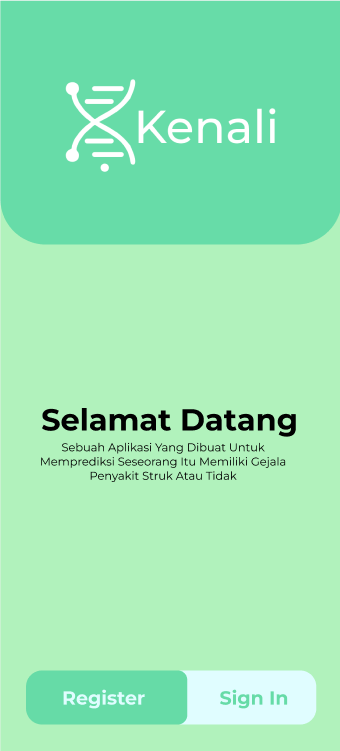 Kenali
Selamat Datang
Sebuah Aplikasi Yang Dibuat Untuk
Memprediksi Seseorang Itu Memiliki Gejala
Penyakit Struk Atau Tidak
Register
Sign In